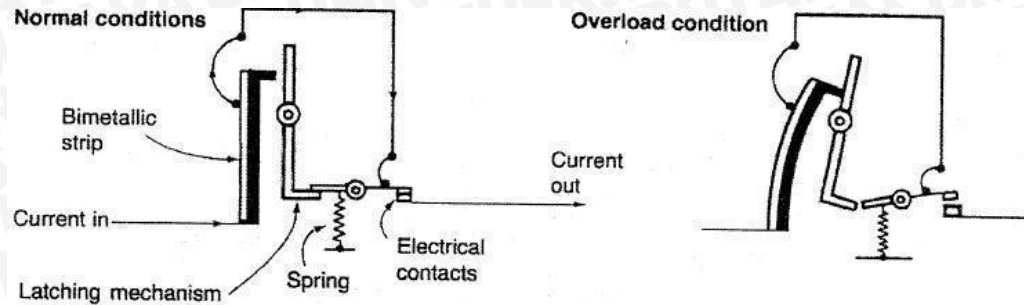 Normal conditions
Overload condition
Bimetallic
strip
Current
out
Current in
Electrical
contacts
Spring
Latching mechanism